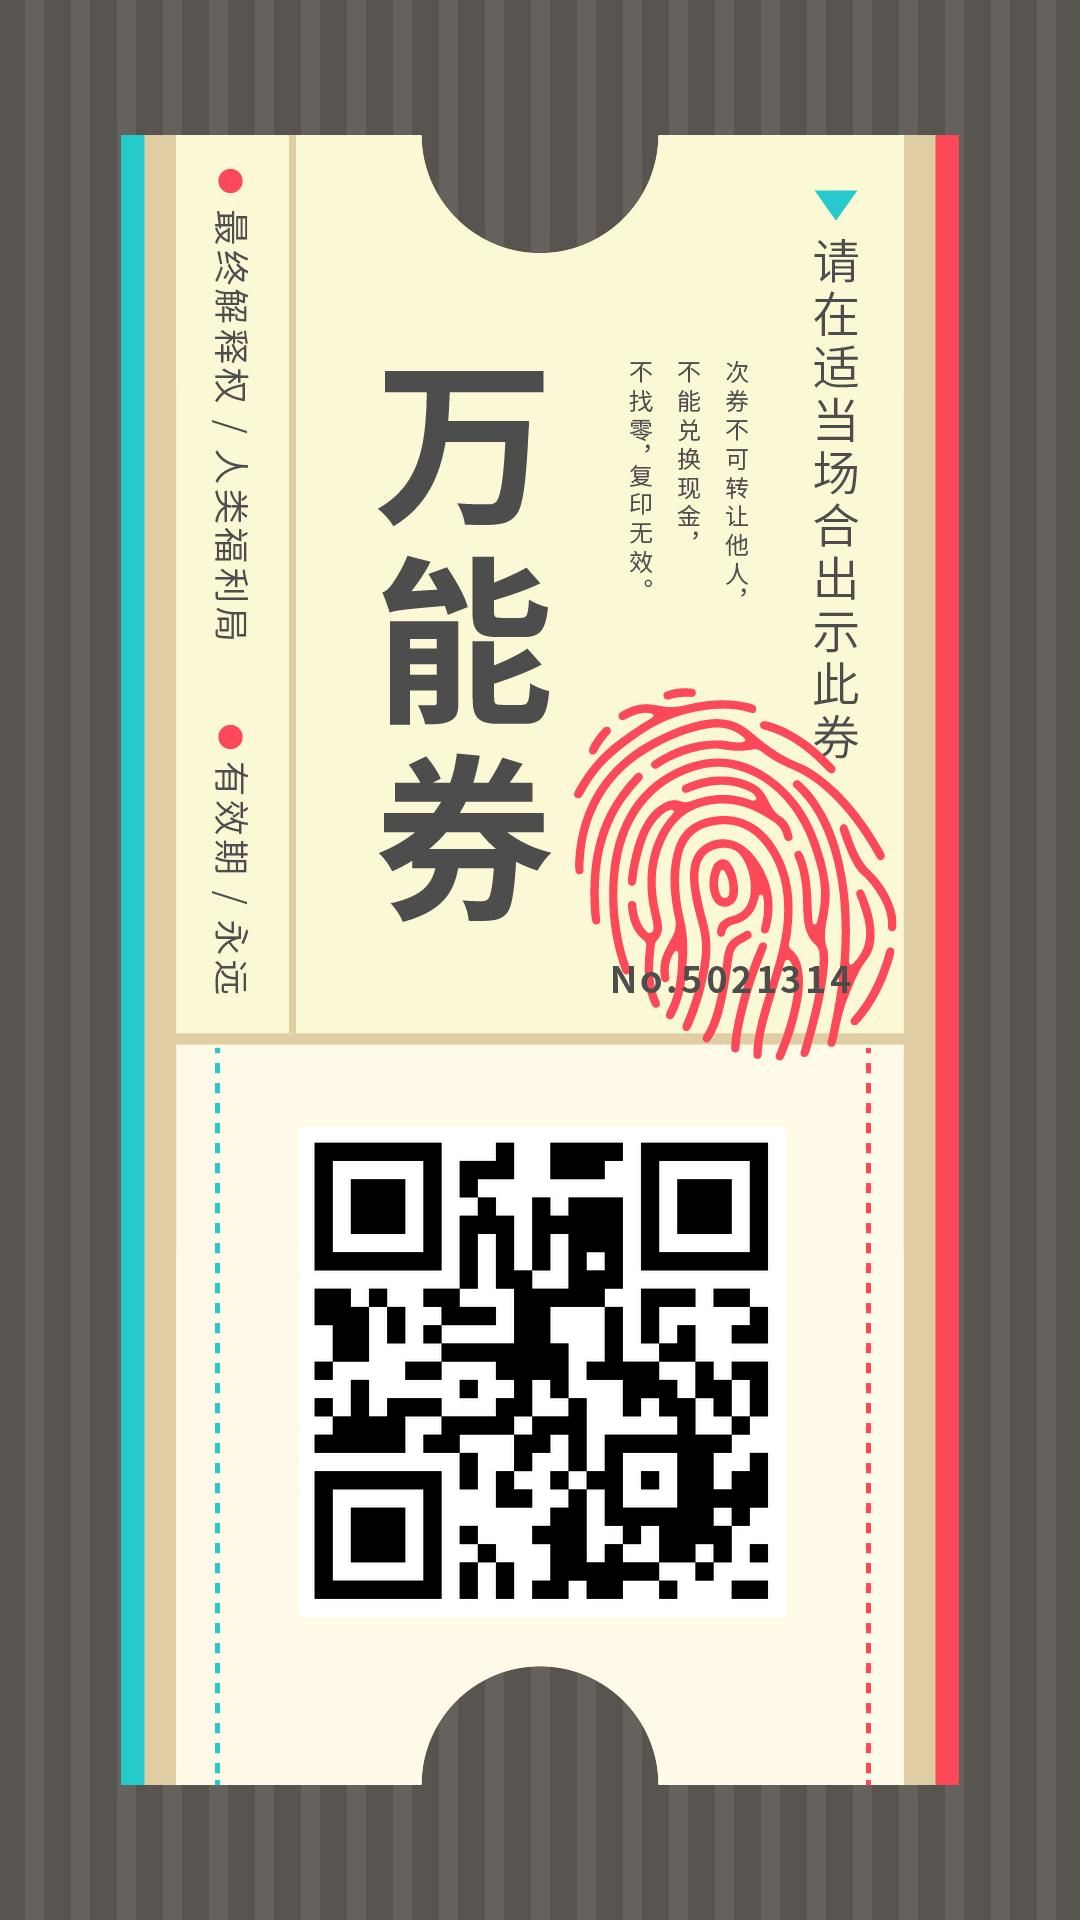 请在适当场合出示此券
次券不可转让他人，
不能兑换现金，
不找零，复印无效。
万能券
No.5021314
最终解释权 / 人类福利局
有效期 / 永远